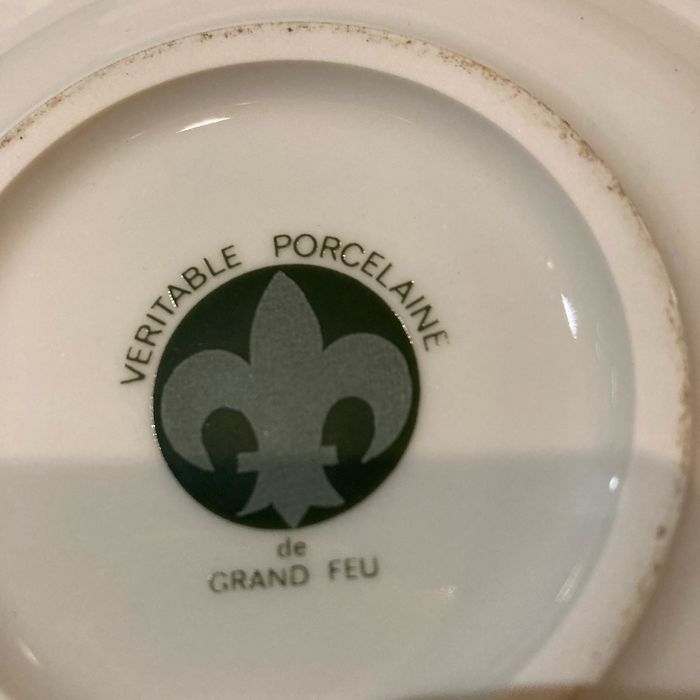 VERITABLE PORCELAINE
de
GRAND FEU